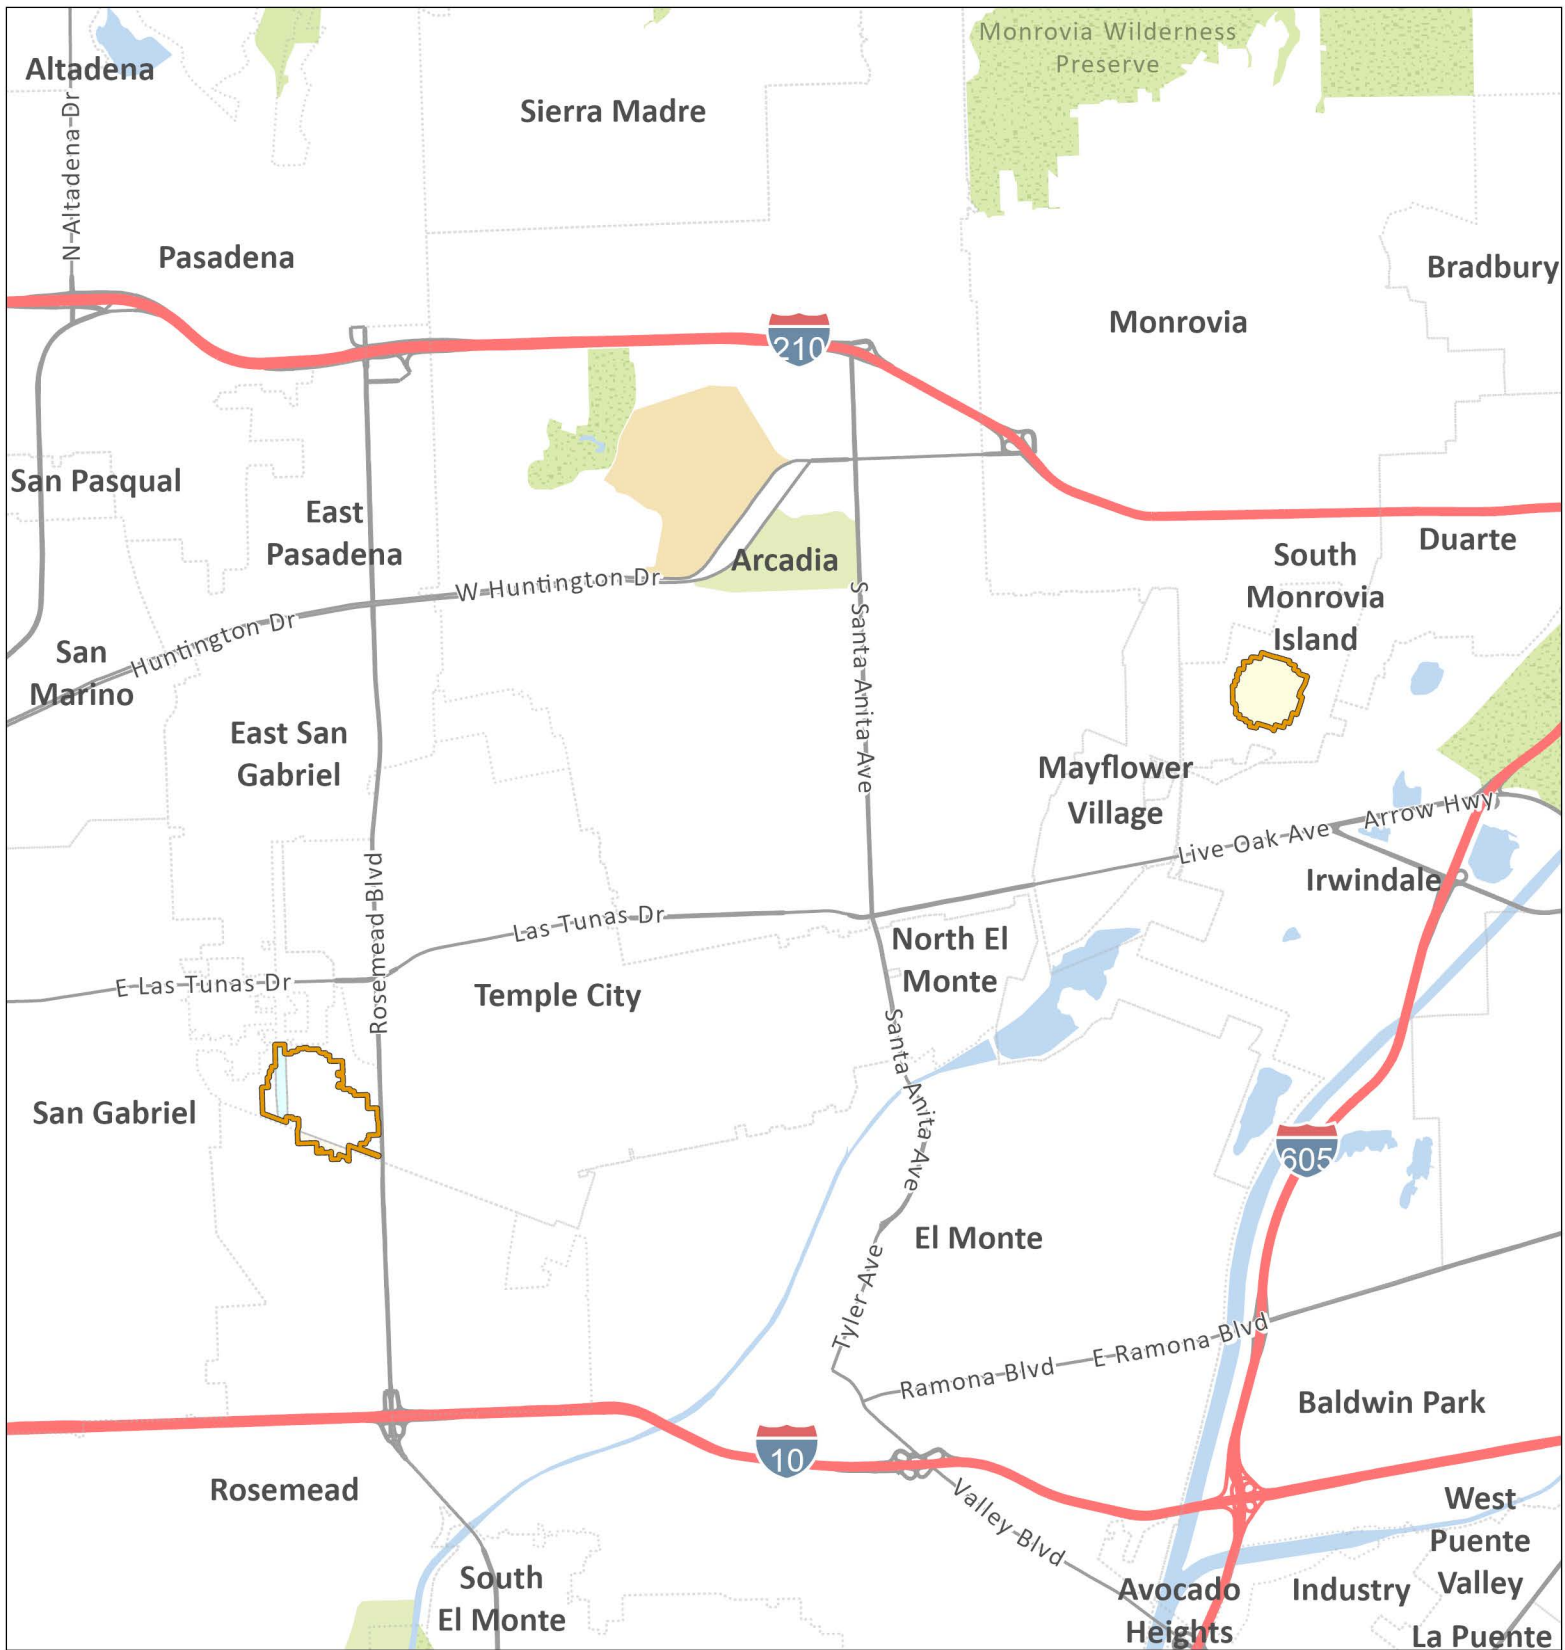 Monrovia Wilderness
Preserve
Altadena
Sierra Madre
N Altadena Dr
Pasadena
Bradbury
Monrovia
210
San Pasqual
East
Pasadena
Arcadia
W Huntington Dr
Huntington Dr
South
Monrovia
Island
Duarte
San
Marino
S Santa Anita Ave
East San
Gabriel
Mayflower
Village
Arrow Hwy
Live Oak Ave
Irwindale
Rosemead Blvd
Las Tunas Dr
North El
Monte
E Las Tunas Dr
Temple City
Santa Anita Ave
San Gabriel
605
El Monte
Tyler Ave
E Ramona Blvd
Ramona Blvd
Baldwin Park
10
Rosemead
Valley Blvd
West
Puente
Valley
South
El Monte
Avocado
Heights
Industry
La Puente